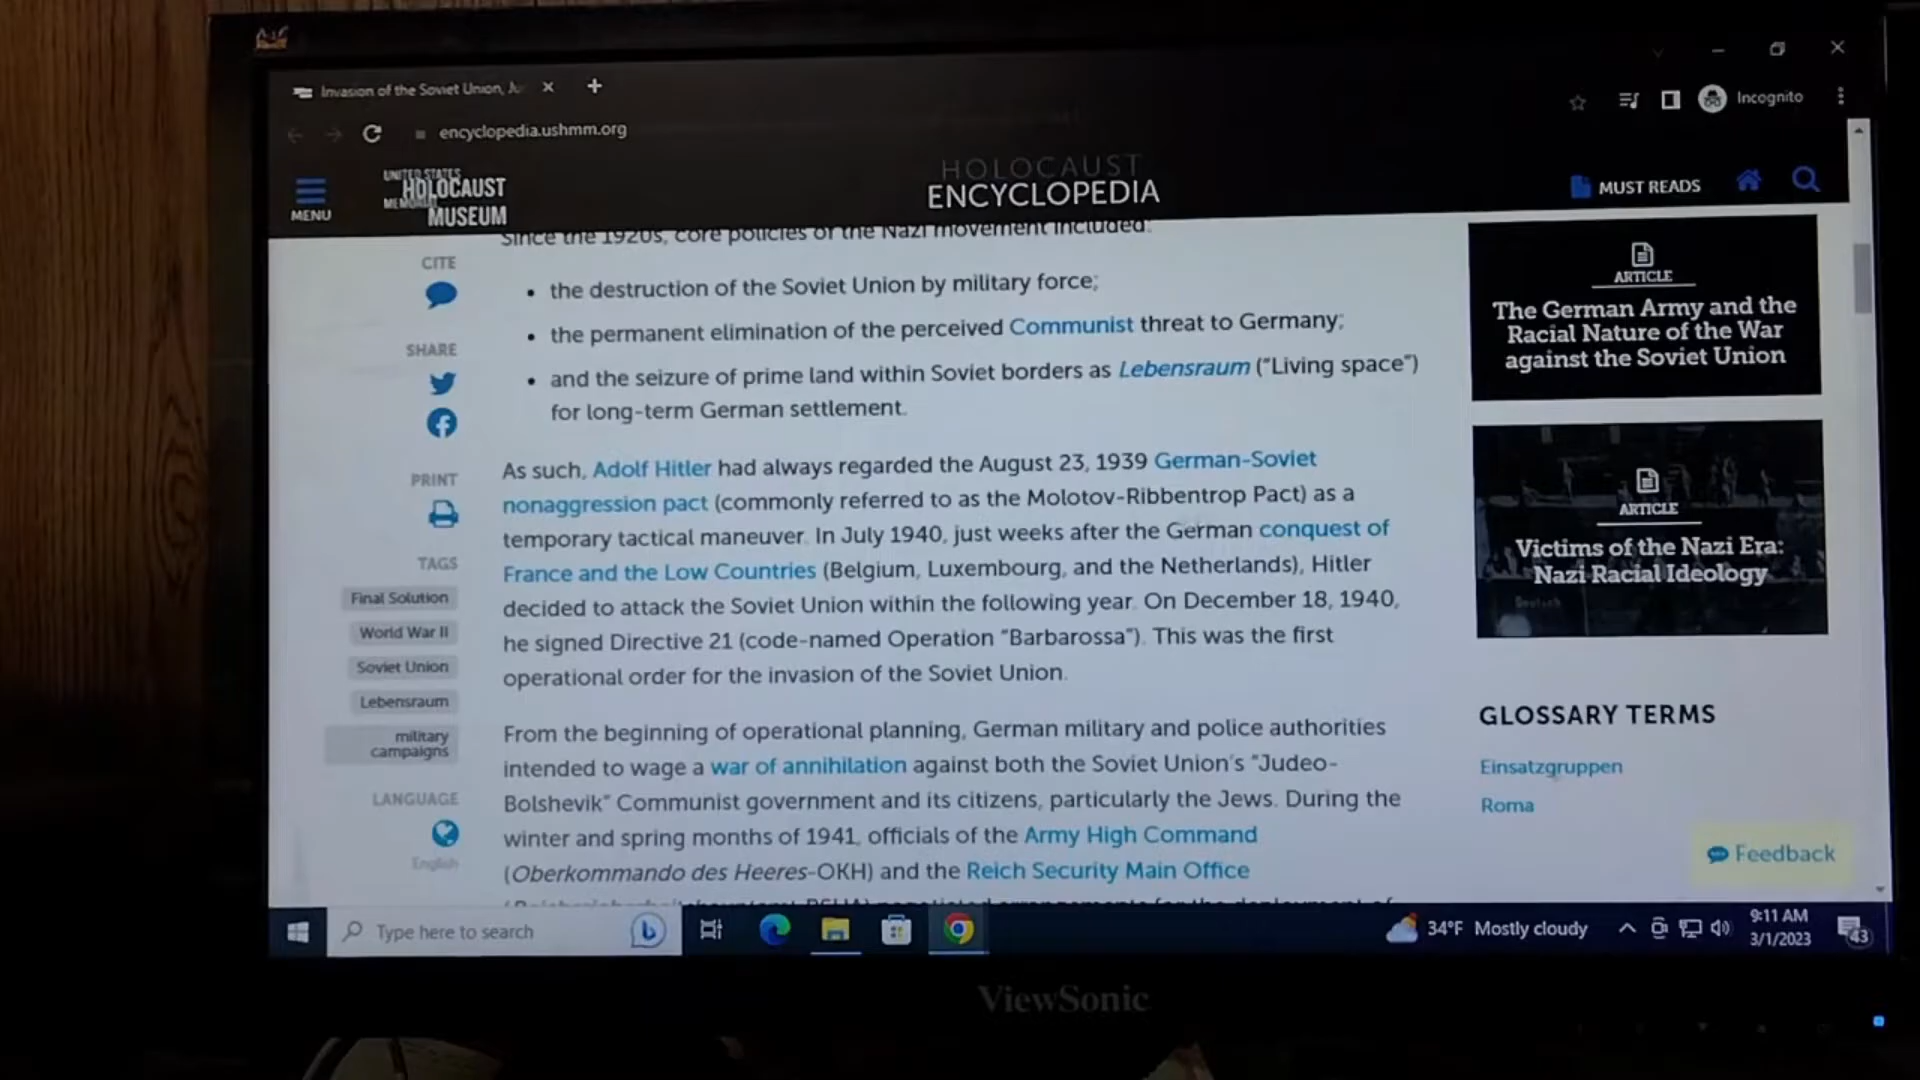 Invasion of the Soviet Union, Ju
Incognito
encyclopedia.ushmm.org
MENU
UNITED STATES
HOLOCAUST
MEMORIAL
MUSEUM
HOLOCAUST
ENCYCLOPEDIA
MUST READS
Since the 1920s, core policies of the Nazi movement included:
• the destruction of the Soviet Union by military force;
• the permanent elimination of the perceived Communist threat to Germany;
• and the seizure of prime land within Soviet borders as Lebensraum (“Living space”)
for long-term German settlement.
As such, Adolf Hitler had always regarded the August 23, 1939 German-Soviet
nonaggression pact (commonly referred to as the Molotov-Ribbentrop Pact) as a
temporary tactical maneuver. In July 1940, just weeks after the German conquest of
France and the Low Countries (Belgium, Luxembourg, and the Netherlands), Hitler
decided to attack the Soviet Union within the following year. On December 18, 1940,
he signed Directive 21 (code-named Operation “Barbarossa”). This was the first
operational order for the invasion of the Soviet Union.
From the beginning of operational planning, German military and police authorities
intended to wage a war of annihilation against both the Soviet Union’s “Judeo-
Bolshevik” Communist government and its citizens, particularly the Jews. During the
winter and spring months of 1941, officials of the Army High Command
(Oberkommando des Heeres-OKH) and the Reich Security Main Office
CITE
SHARE
PRINT
TAGS
Final Solution
World War II
Soviet Union
Lebensraum
military
campaigns
LANGUAGE
English
ARTICLE
The German Army and the
Racial Nature of the War
against the Soviet Union
ARTICLE
Victims of the Nazi Era:
Nazi Racial Ideology
Deutsch
GLOSSARY TERMS
Einsatzgruppen
Roma
Feedback
Type here to search
34°F Mostly cloudy
9:11 AM
3/1/2023
43
ViewSonic